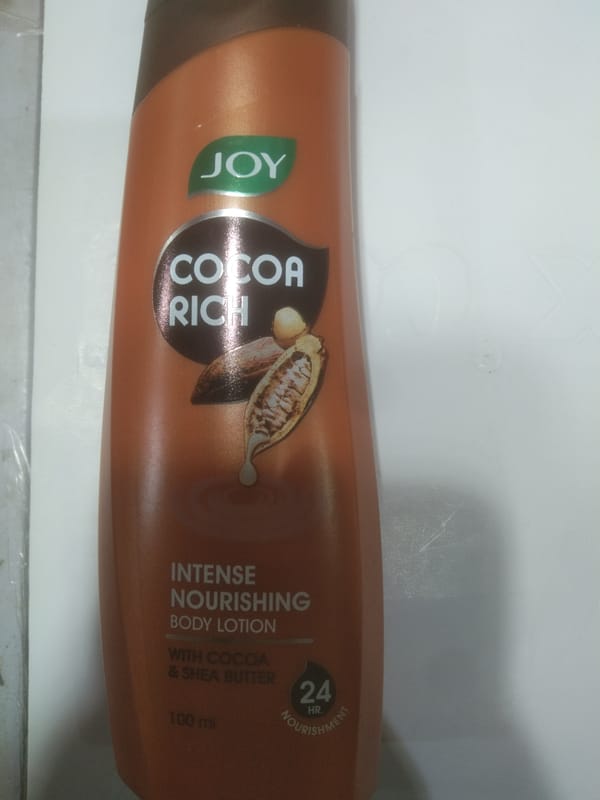 JOY
COCOA
RICH
INTENSE
NOURISHING
BODY LOTION
WITH COCOA
& SHEA BUTTER
24
HR
NOURISHMENT
100 ml